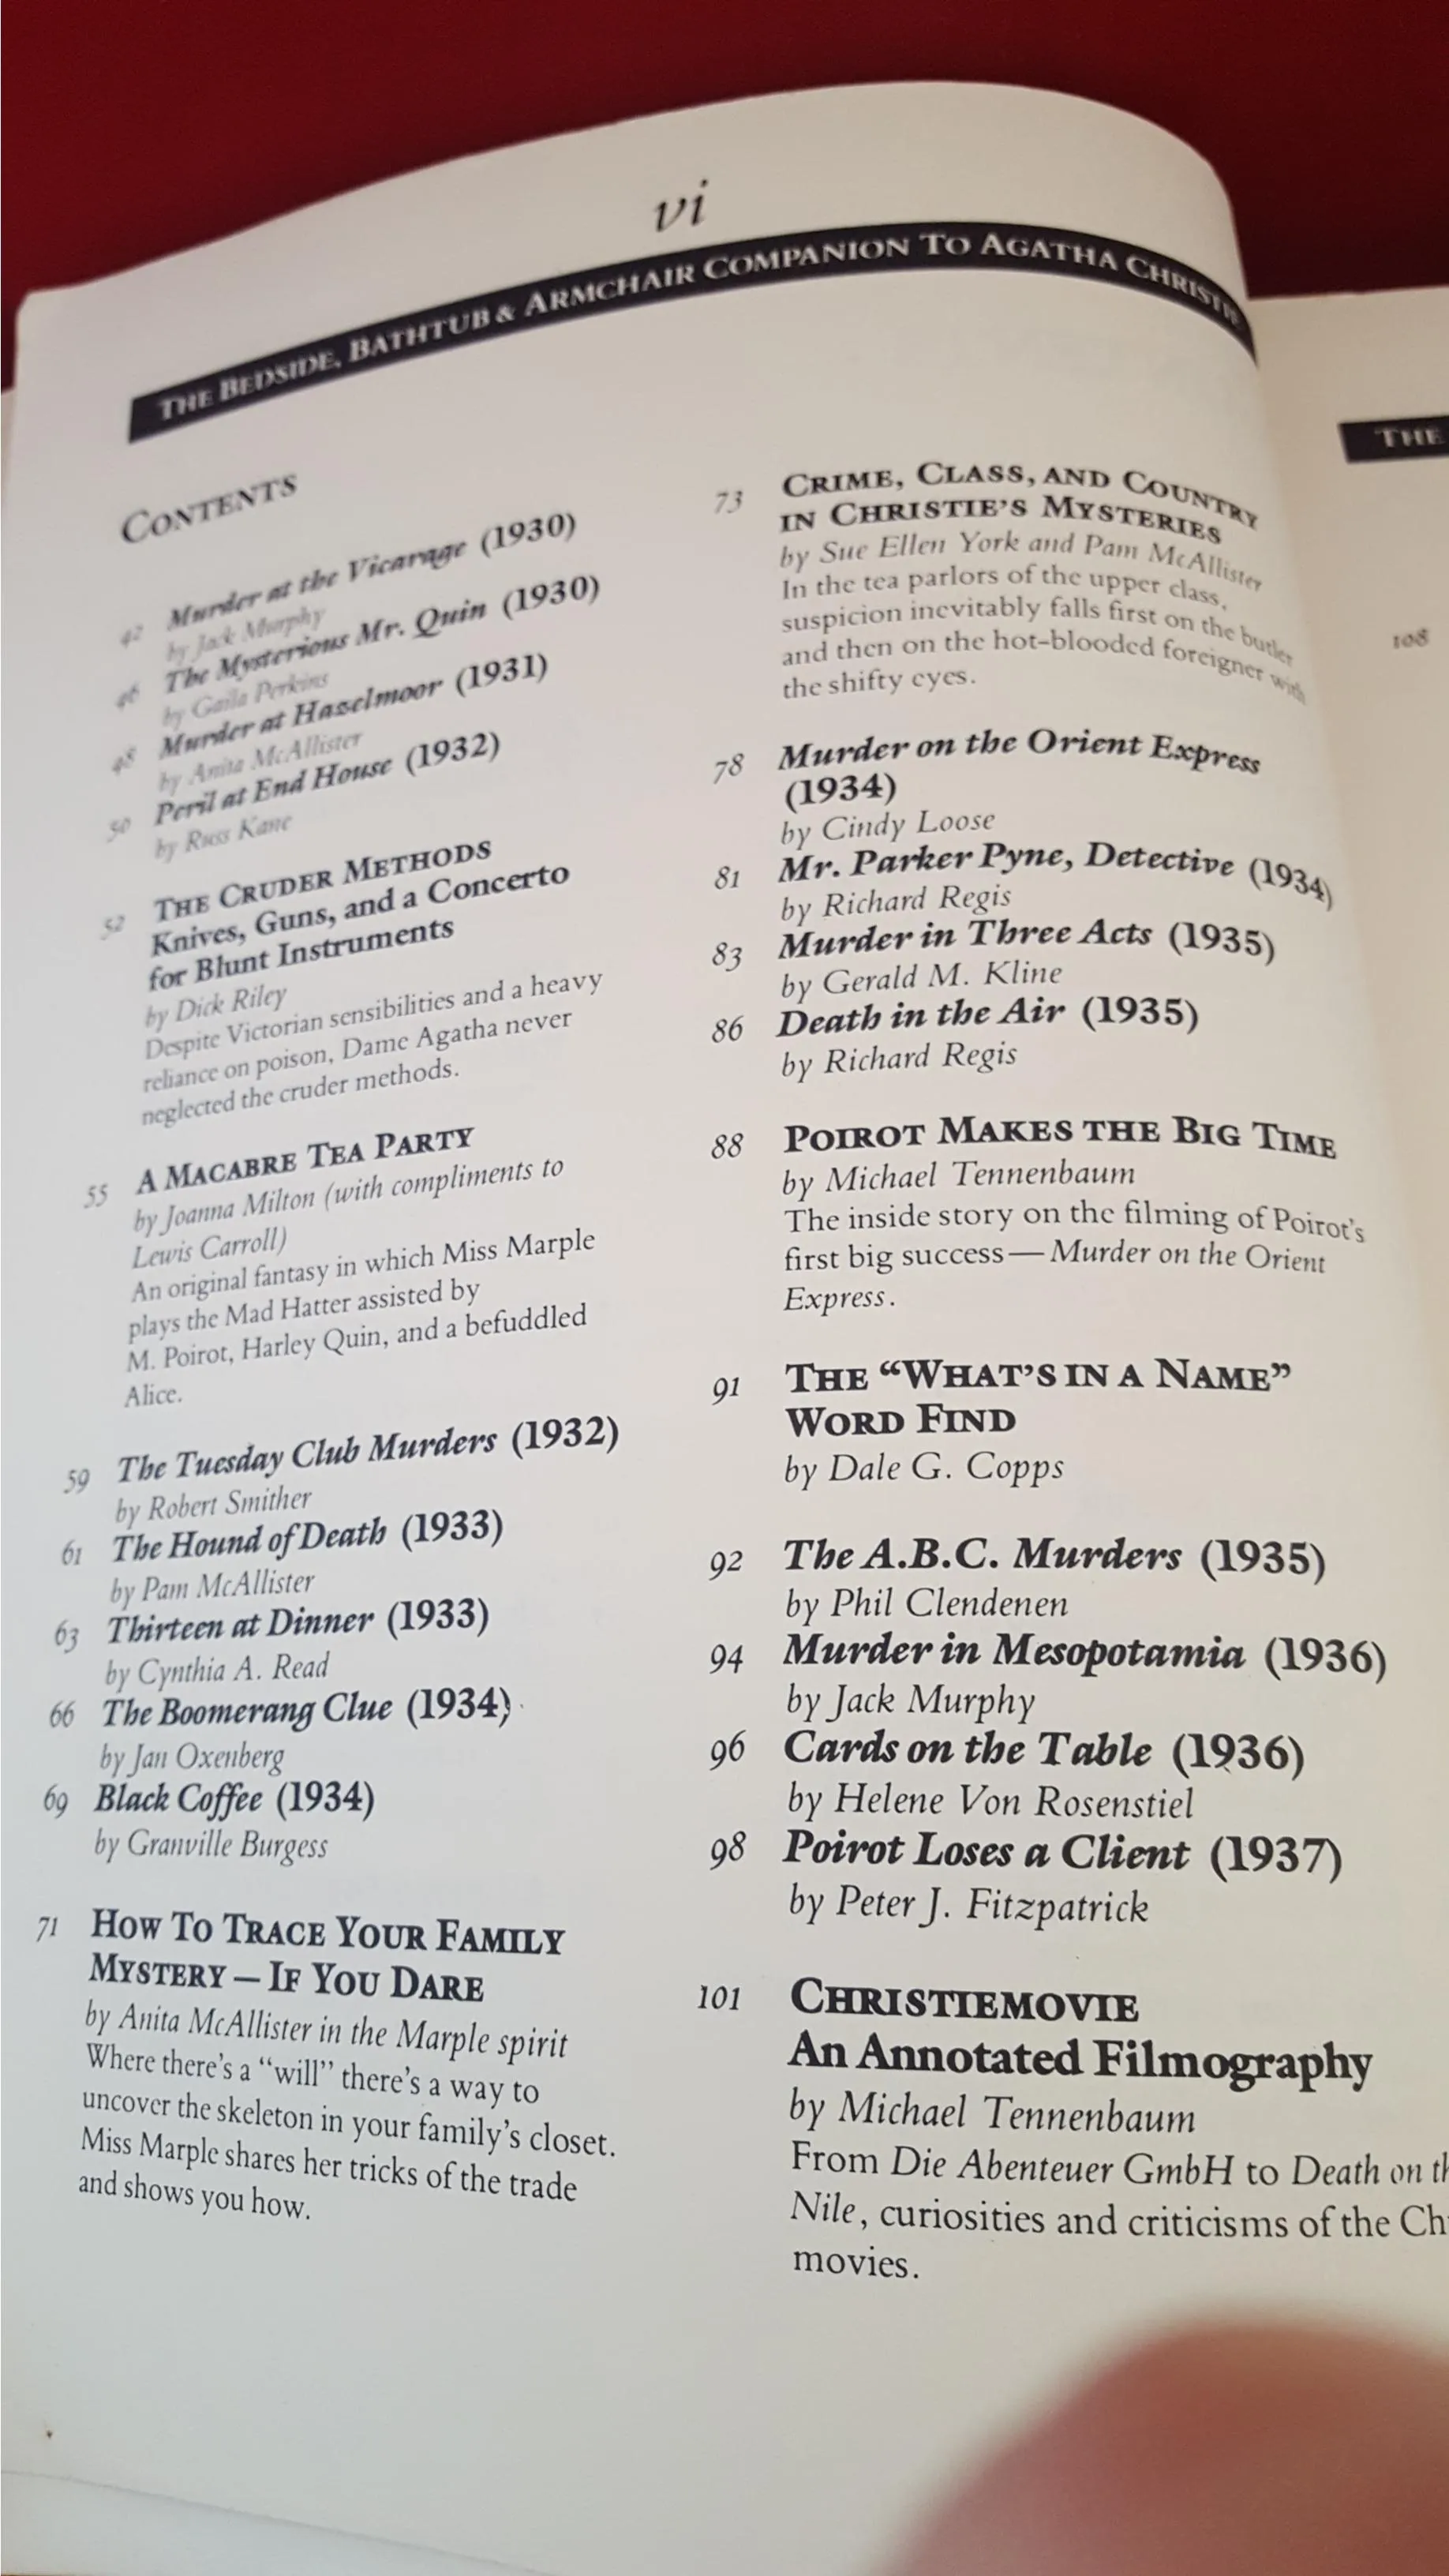 vi
THE BEDSIDE, BATHTUB & ARMCHAIR COMPANION TO AGATHA CHRISTIE
CONTENTS
42 Murder at the Vicarage (1930)
by Jack Murphy
46 The Mysterious Mr. Quin (1930)
by Gaila Perkins
48 Murder at Hazelmoor (1931)
by Anita McAllister
50 Peril at End House (1932)
by Russ Kane
52 THE CRUDER METHODS
Knives, Guns, and a Concerto
for Blunt Instruments
by Dick Riley
Despite Victorian sensibilities and a heavy
reliance on poison, Dame Agatha never
neglected the cruder methods.
55 A MACABRE TEA PARTY
by Joanna Milton (with compliments to
Lewis Carroll)
An original fantasy in which Miss Marple
plays the Mad Hatter assisted by
M. Poirot, Harley Quin, and a befuddled
Alice.
59 The Tuesday Club Murders (1932)
by Robert Smither
61 The Hound of Death (1933)
by Pam McAllister
63 Thirteen at Dinner (1933)
by Cynthia A. Read
66 The Boomerang Clue (1934)
by Jan Oxenberg
69 Black Coffee (1934)
by Granville Burgess
71 HOW TO TRACE YOUR FAMILY
MYSTERY — IF YOU DARE
by Anita McAllister in the Marple spirit
Where there's a “will” there's a way to
uncover the skeleton in your family's closet.
Miss Marple shares her tricks of the trade
and shows you how.
73 CRIME, CLASS, AND COUNTRY
IN CHRISTIE'S MYSTERIES
by Sue Ellen York and Pam McAllister
In the tea parlors of the upper class,
suspicion inevitably falls first on the butler
and then on the hot-blooded foreigner with
the shifty eyes.
78 Murder on the Orient Express
(1934)
by Cindy Loose
81 Mr. Parker Pyne, Detective (1934)
by Richard Regis
83 Murder in Three Acts (1935)
by Gerald M. Kline
86 Death in the Air (1935)
by Richard Regis
88 POIROT MAKES THE BIG TIME
by Michael Tennenbaum
The inside story on the filming of Poirot's
first big success — Murder on the Orient
Express.
91 THE “WHAT'S IN A NAME”
WORD FIND
by Dale G. Copps
92 The A.B.C. Murders (1935)
by Phil Clendenen
94 Murder in Mesopotamia (1936)
by Jack Murphy
96 Cards on the Table (1936)
by Helene Von Rosenstiel
98 Poirot Loses a Client (1937)
by Peter J. Fitzpatrick
101 CHRISTIEMOVIE
An Annotated Filmography
by Michael Tennenbaum
From Die Abenteuer GmbH to Death on th
Nile, curiosities and criticisms of the Ch
movies.
THE
108